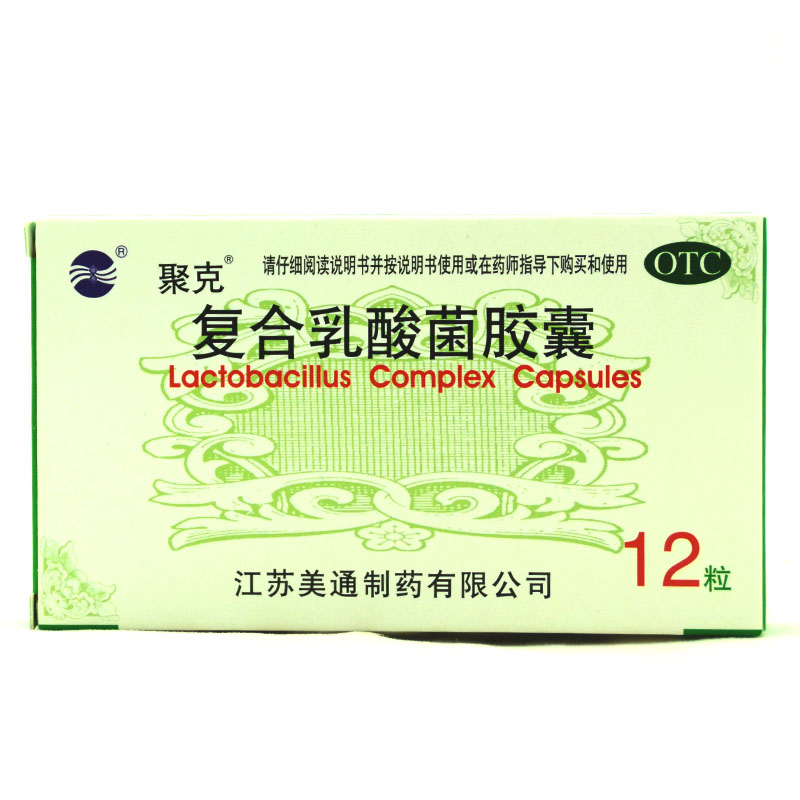 聚克®
请仔细阅读说明书并按说明书使用或在药师指导下购买和使用
OTC
®
复合乳酸菌胶囊
Lactobacillus Complex Capsules
12粒
江苏美通制药有限公司